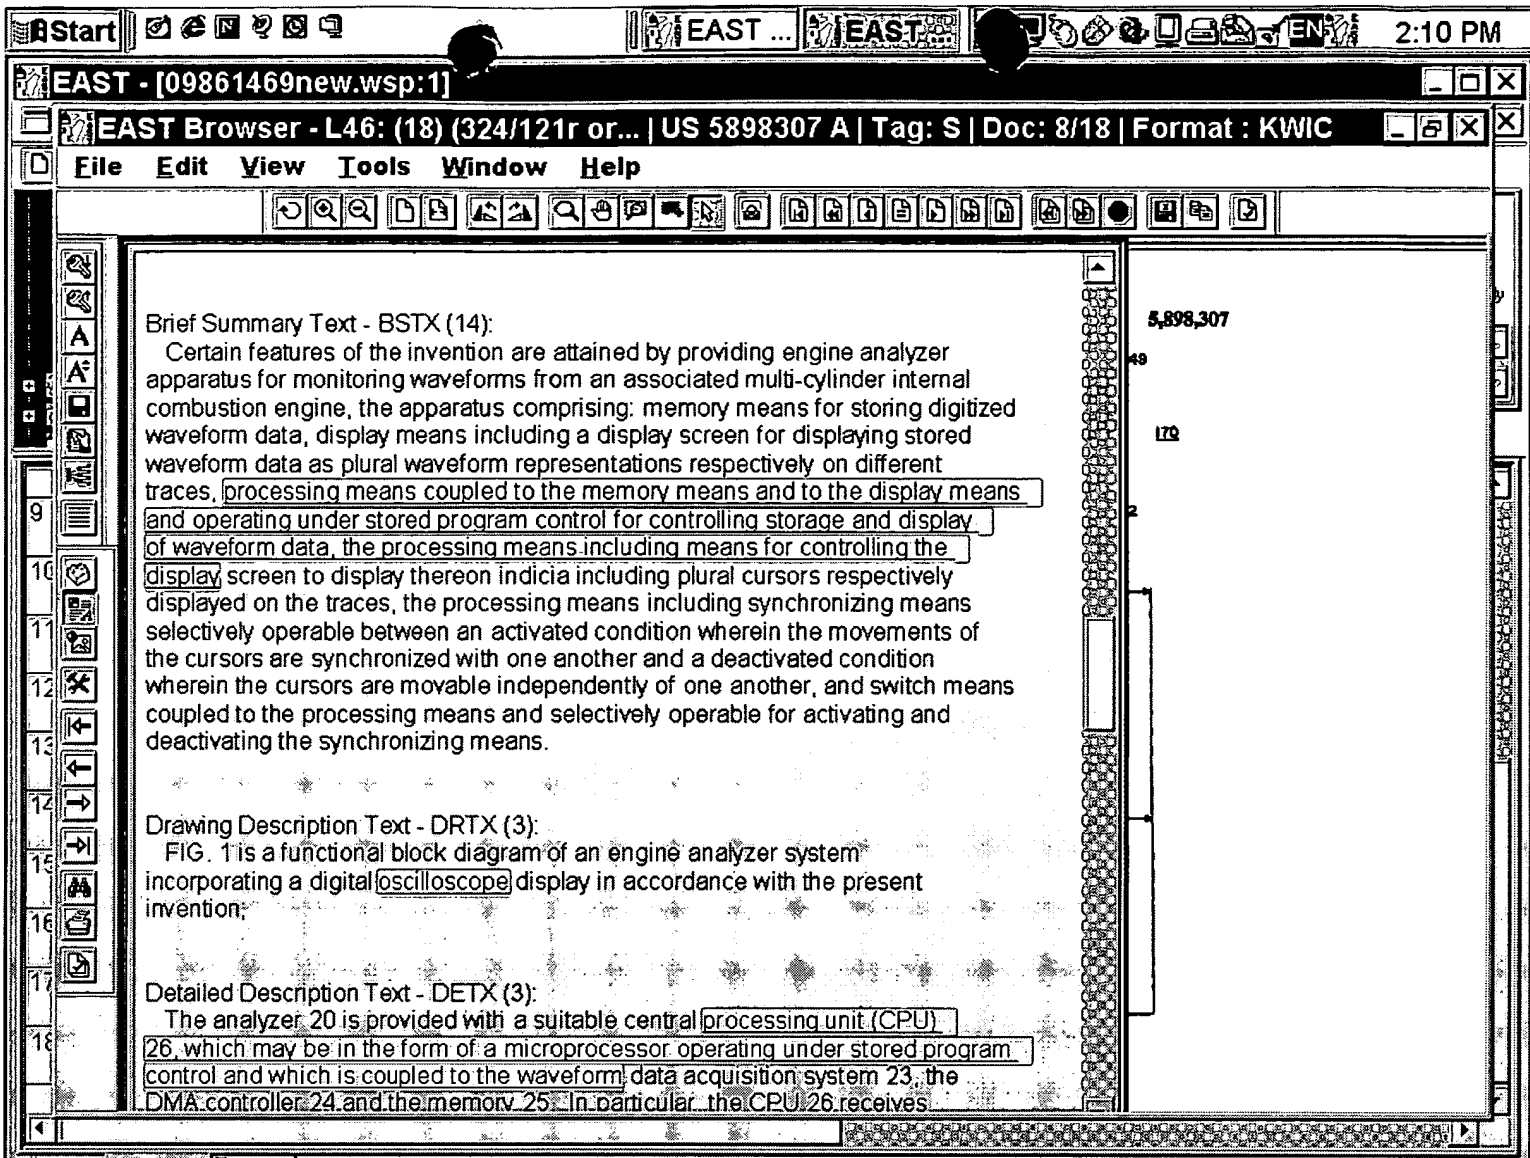 Start
EAST ...
EAST
EN
2:10 PM
EAST - [09861469new.wsp:1]
EAST Browser - L46: (18) (324/121r or... | US 5898307 A | Tag: S | Doc: 8/18 | Format : KWIC
File Edit View Tools Window Help
Brief Summary Text - BSTX (14):
Certain features of the invention are attained by providing engine analyzer
apparatus for monitoring waveforms from an associated multi-cylinder internal
combustion engine, the apparatus comprising: memory means for storing digitized
waveform data, display means including a display screen for displaying stored
waveform data as plural waveform representations respectively on different
traces, processing means coupled to the memory means and to the display means
and operating under stored program control for controlling storage and display
of waveform data, the processing means including means for controlling the
display screen to display thereon indicia including plural cursors respectively
displayed on the traces, the processing means including synchronizing means
selectively operable between an activated condition wherein the movements of
the cursors are synchronized with one another and a deactivated condition
wherein the cursors are movable independently of one another, and switch means
coupled to the processing means and selectively operable for activating and
deactivating the synchronizing means.
Drawing Description Text - DRTX (3):
FIG. 1 is a functional block diagram of an engine analyzer system
incorporating a digital oscilloscope display in accordance with the present
invention;
Detailed Description Text - DETX (3):
The analyzer 20 is provided with a suitable central processing unit (CPU)
26, which may be in the form of a microprocessor operating under stored program
control and which is coupled to the waveform data acquisition system 23, the
DMA controller 24 and the memory 25. In particular, the CPU 26 receives
5,898,307
49
170
2
9
10
11
12
13
14
15
16
17
18